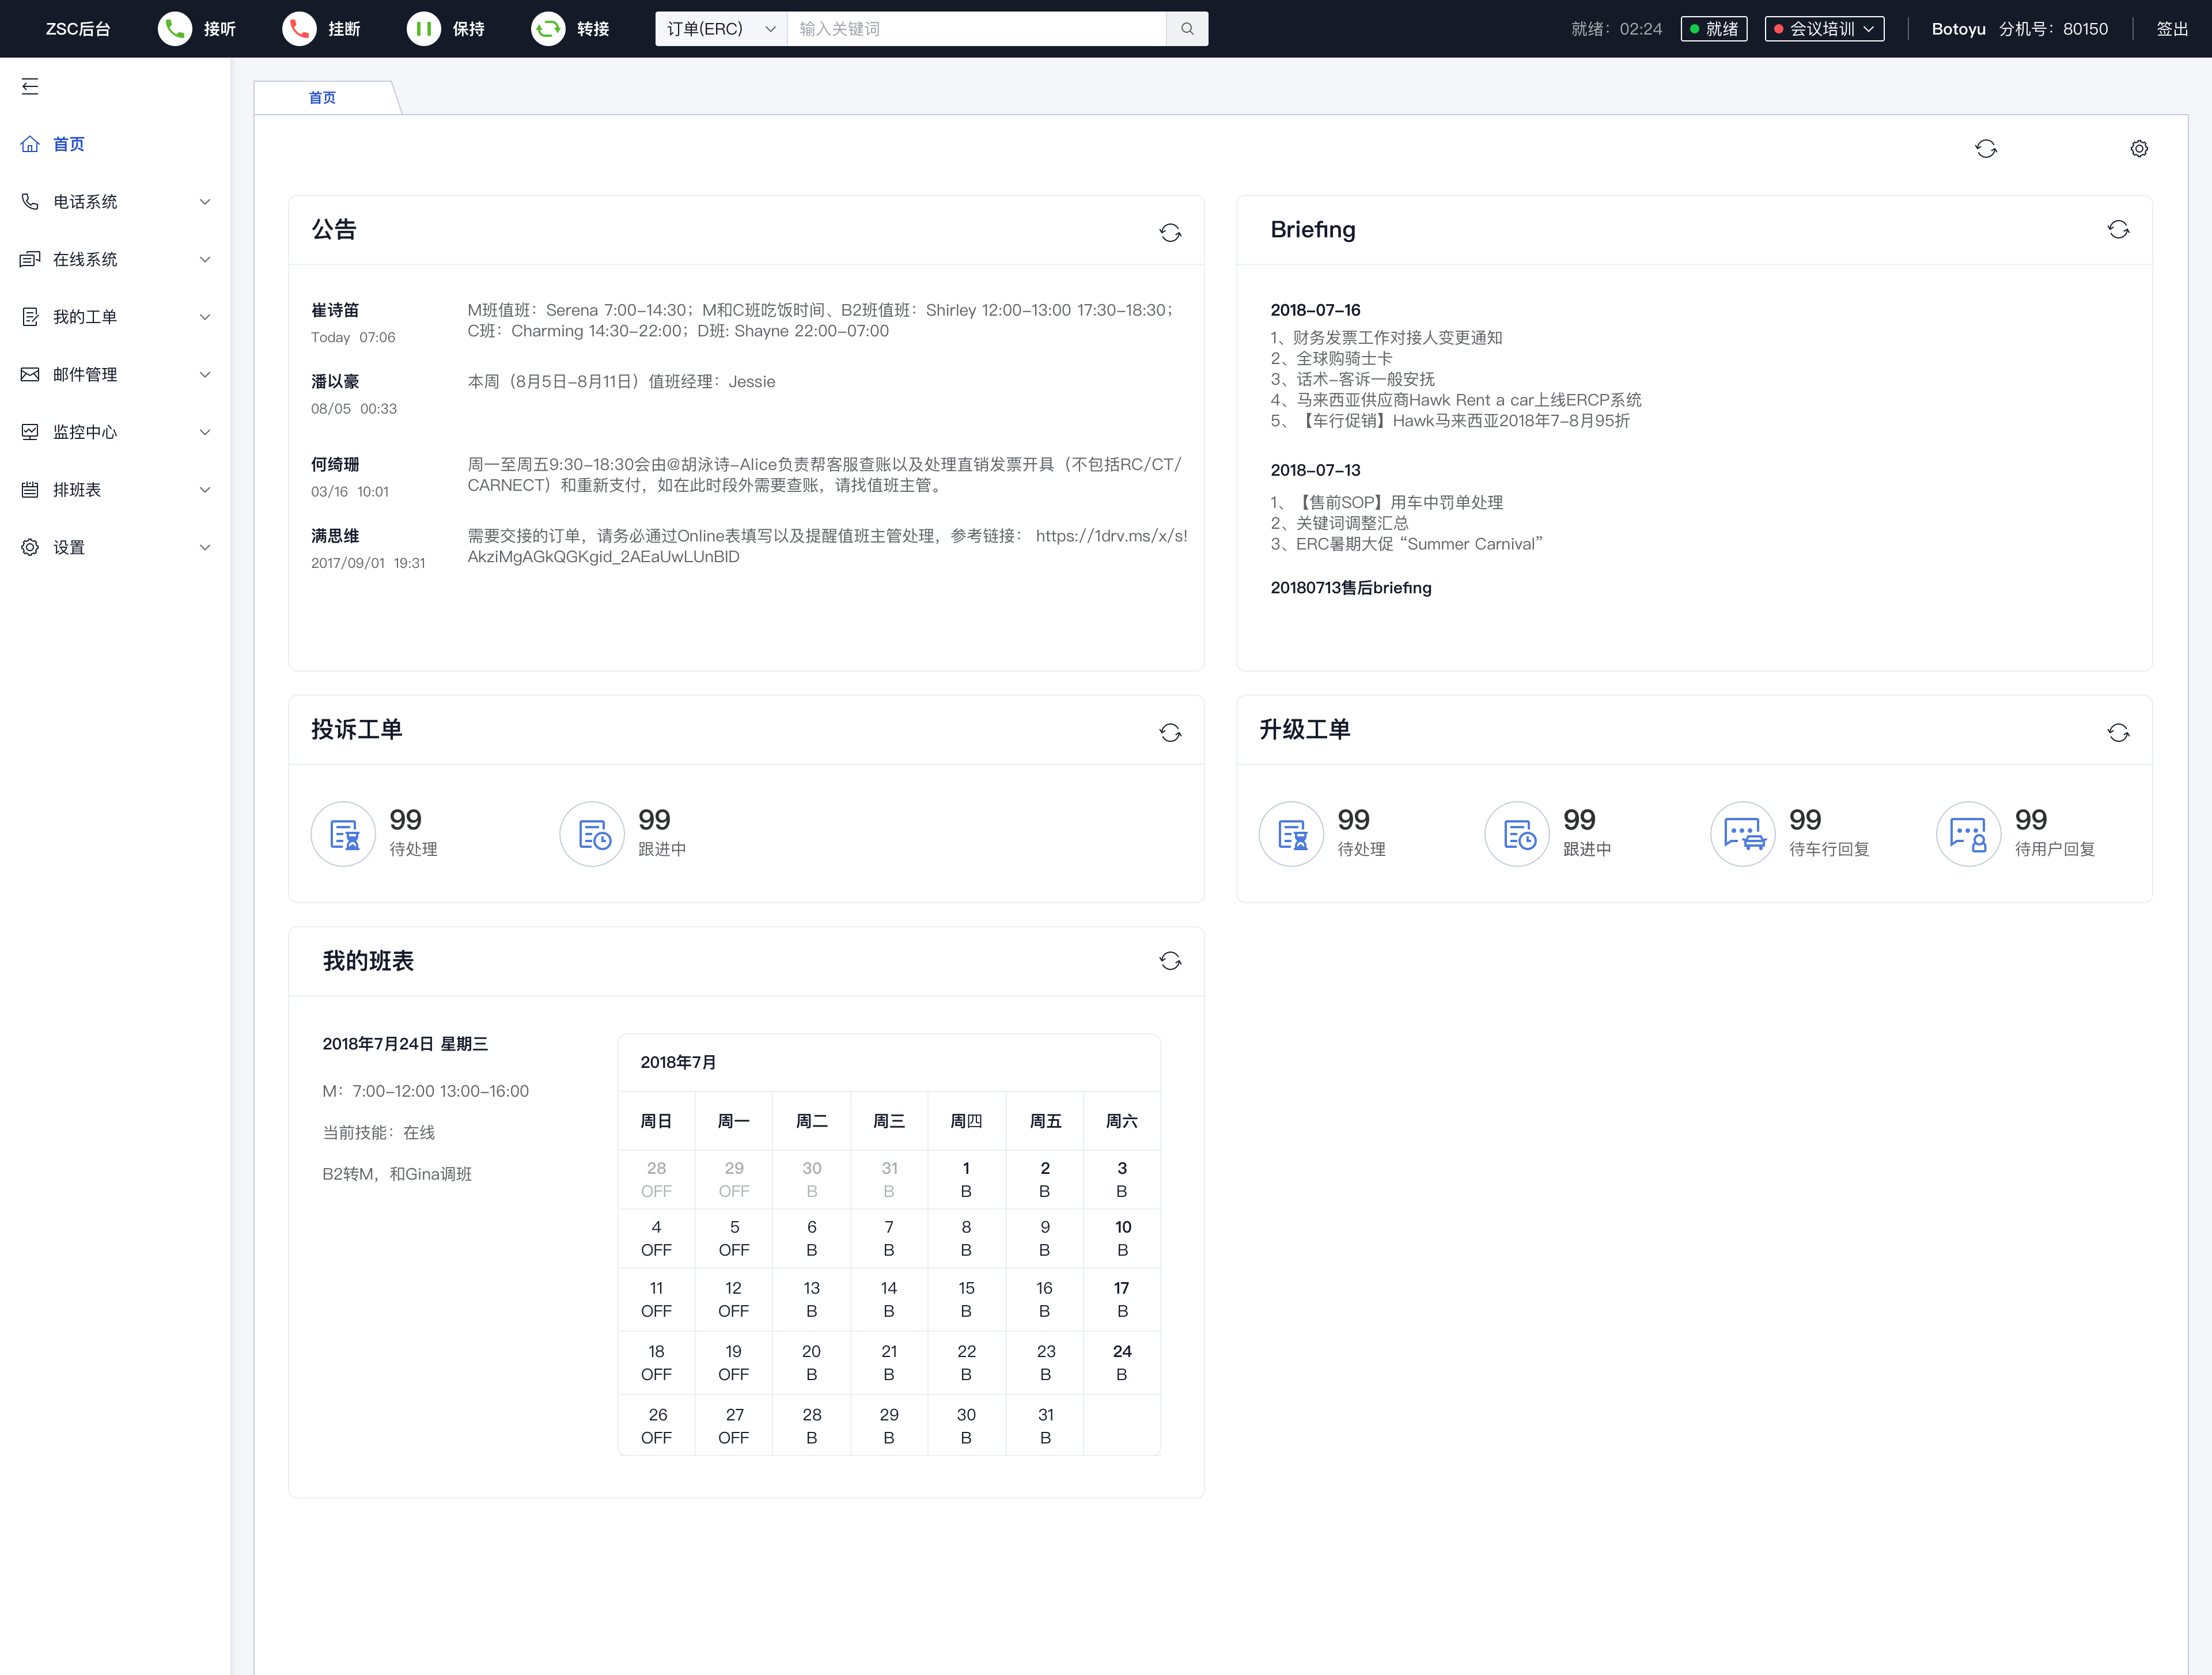 ZSC后台 接听 挂断 保持 转接 订单(ERC) 输入关键词 就绪：02:24 就绪 会议培训 Botoyu 分机号：80150 签出
首页
电话系统
在线系统
我的工单
邮件管理
监控中心
排班表
设置
首页
公告
崔诗笛
Today 07:06
M班值班：Serena 7:00-14:30；M和C班吃饭时间、B2班值班：Shirley 12:00-13:00 17:30-18:30；
C班：Charming 14:30-22:00；D班: Shayne 22:00-07:00
潘以豪
08/05 00:33
本周（8月5日-8月11日）值班经理：Jessie
何绮珊
03/16 10:01
周一至周五9:30-18:30会由@胡泳诗-Alice负责帮客服查账以及处理直销发票开具（不包括RC/CT/
CARNECT）和重新支付，如在此时段外需要查账，请找值班主管。
满思维
2017/09/01 19:31
需要交接的订单，请务必通过Online表填写以及提醒值班主管处理，参考链接： https://1drv.ms/x/s!
AkziMgAGkQGKgid_2AEaUwLUnBID
Briefing
2018-07-16
1、财务发票工作对接人变更通知
2、全球购骑士卡
3、话术-客诉一般安抚
4、马来西亚供应商Hawk Rent a car上线ERCP系统
5、【车行促销】Hawk马来西亚2018年7-8月95折
2018-07-13
1、【售前SOP】用车中罚单处理
2、关键词调整汇总
3、ERC暑期大促 “Summer Carnival”
20180713售后briefing
投诉工单
99
待处理
99
跟进中
升级工单
99
待处理
99
跟进中
99
待车行回复
99
待用户回复
我的班表
2018年7月24日 星期三
M：7:00-12:00 13:00-16:00
当前技能：在线
B2转M，和Gina调班
2018年7月
周日 周一 周二 周三 周四 周五 周六
28 29 30 31 1 2 3
OFF OFF B B B B B
4 5 6 7 8 9 10
OFF OFF B B B B B
11 12 13 14 15 16 17
OFF OFF B B B B B
18 19 20 21 22 23 24
OFF OFF B B B B B
26 27 28 29 30 31
OFF OFF B B B B